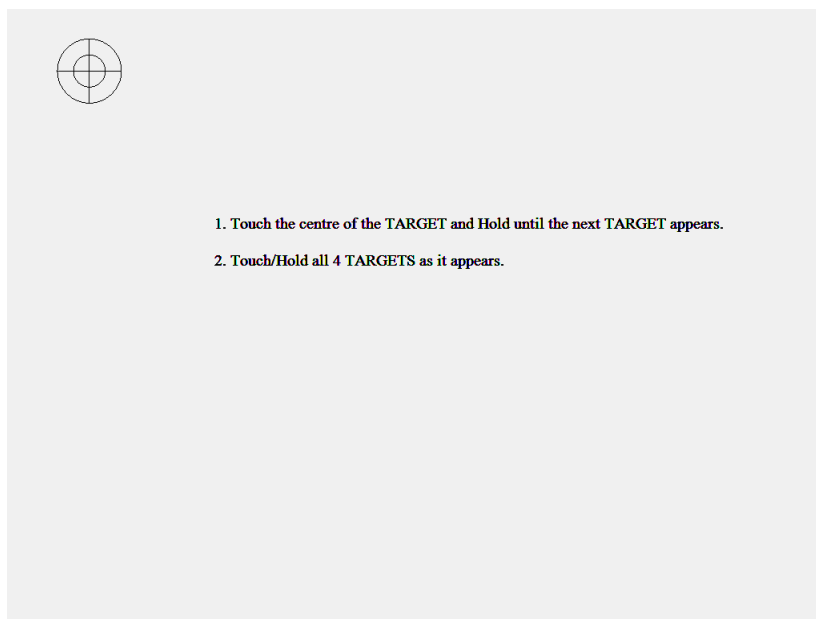 1. Touch the centre of the TARGET and Hold until the next TARGET appears.
2. Touch/Hold all 4 TARGETS as it appears.